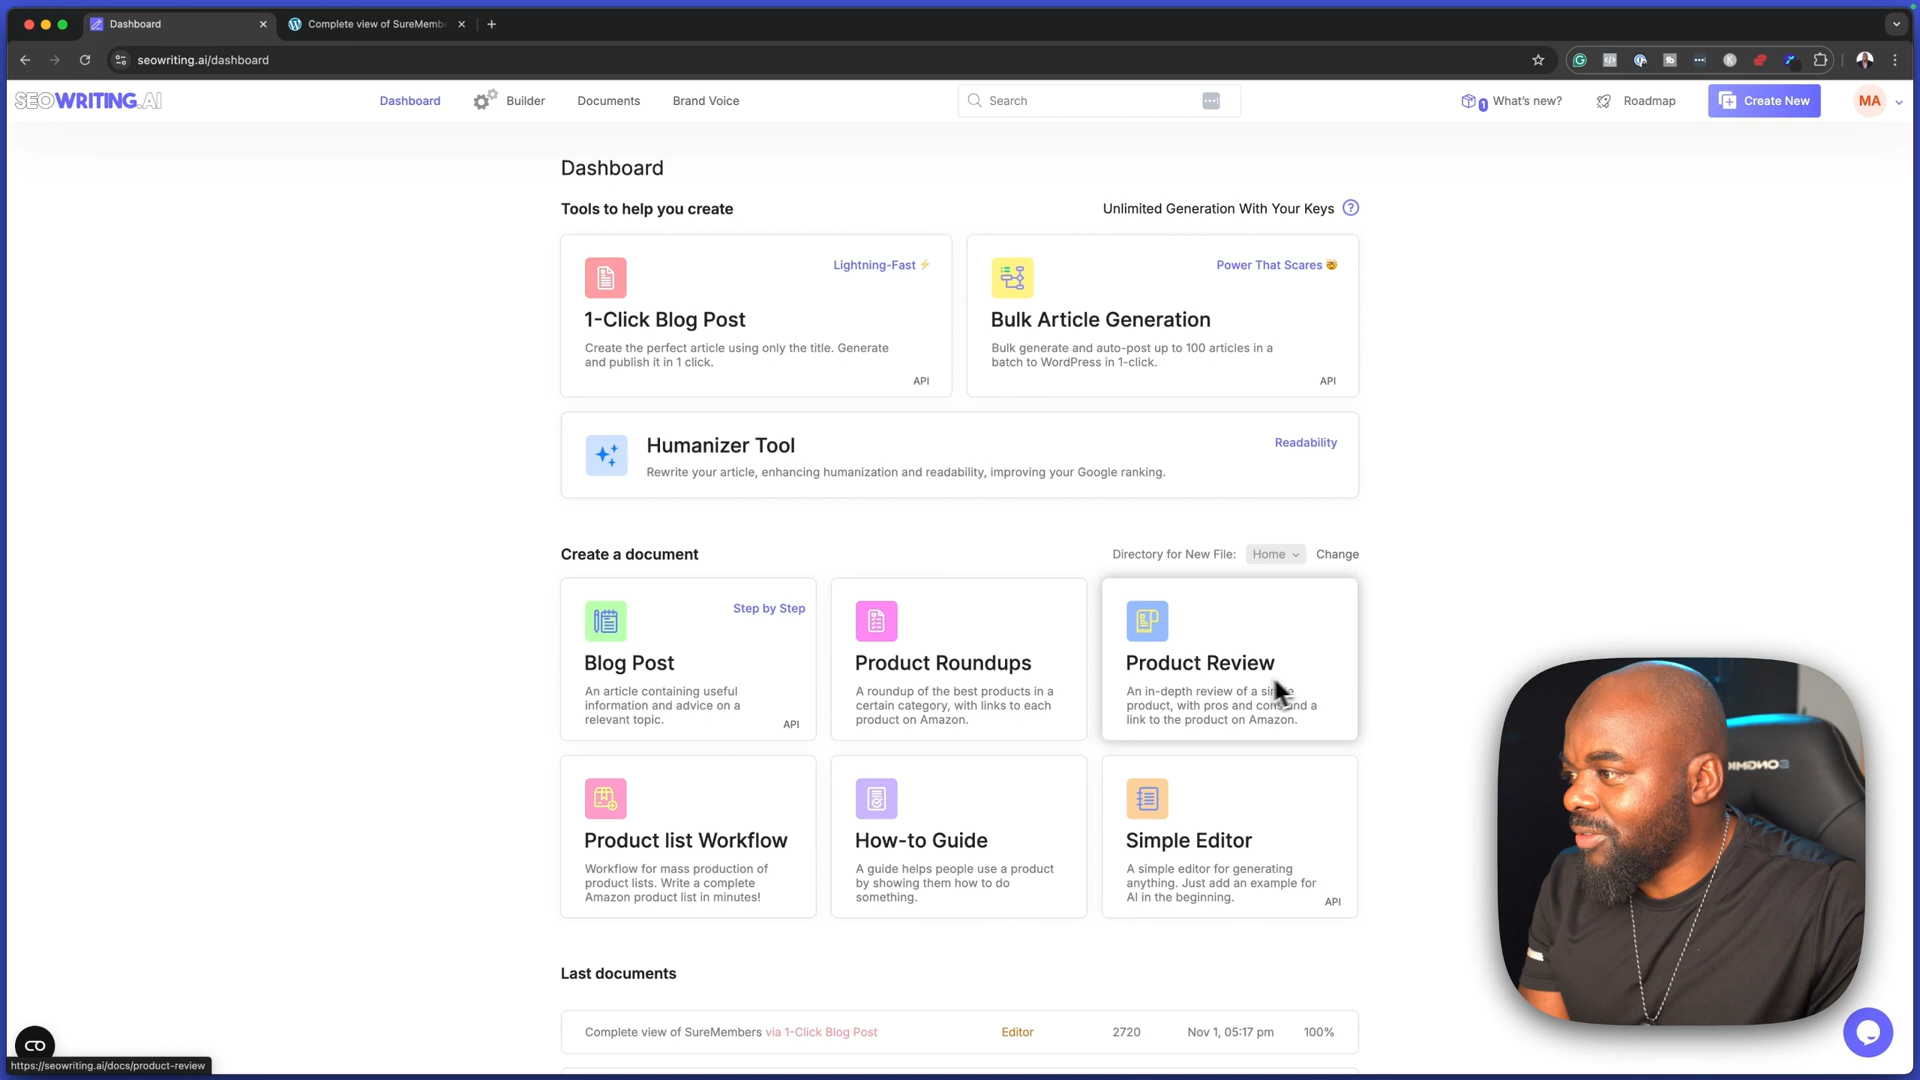 Dashboard
Complete view of SureMemb
seowriting.ai/dashboard
SEOWRITING.AI
Dashboard
Builder
Documents
Brand Voice
Search
1
What's new?
Roadmap
Create New
MA
Dashboard
Tools to help you create
Unlimited Generation With Your Keys
Lightning-Fast ⚡
1-Click Blog Post
Create the perfect article using only the title. Generate
and publish it in 1 click.
API
Power That Scares 🤯
Bulk Article Generation
Bulk generate and auto-post up to 100 articles in a
batch to WordPress in 1-click.
API
Humanizer Tool
Readability
Rewrite your article, enhancing humanization and readability, improving your Google ranking.
Create a document
Directory for New File:
Home
Change
Step by Step
Blog Post
An article containing useful
information and advice on a
relevant topic.
API
Product Roundups
A roundup of the best products in a
certain category, with links to each
product on Amazon.
Product Review
An in-depth review of a
product, with pros and cons and a
link to the product on Amazon.
Product list Workflow
Workflow for mass production of
product lists. Write a complete
Amazon product list in minutes!
How-to Guide
A guide helps people use a product
by showing them how to do
something.
Simple Editor
A simple editor for generating
anything. Just add an example for
AI in the beginning.
API
Last documents
Complete view of SureMembers via 1-Click Blog Post
Editor
2720
Nov 1, 05:17 pm
100%
https://seowriting.ai/docs/product-review